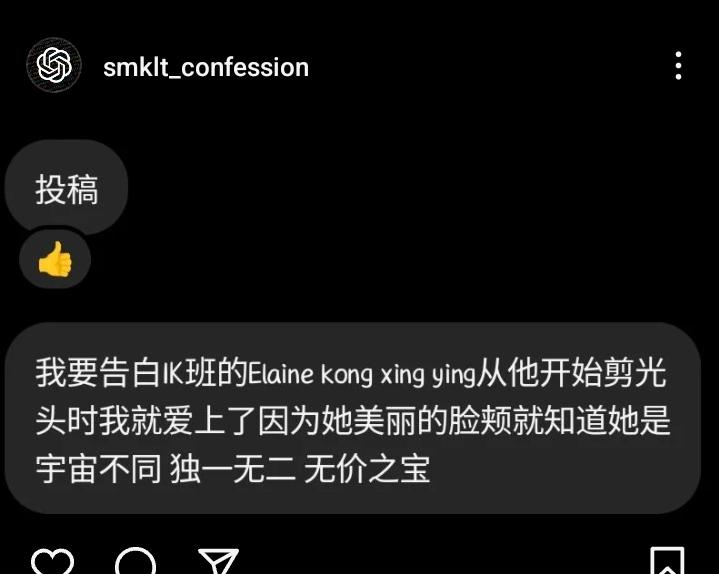 smklt_confession
投稿
👍
我要告白1K班的Elaine kong xing ying从他开始剪光
头时我就爱上了因为她美丽的脸颊就知道她是
宇宙不同 独一无二 无价之宝